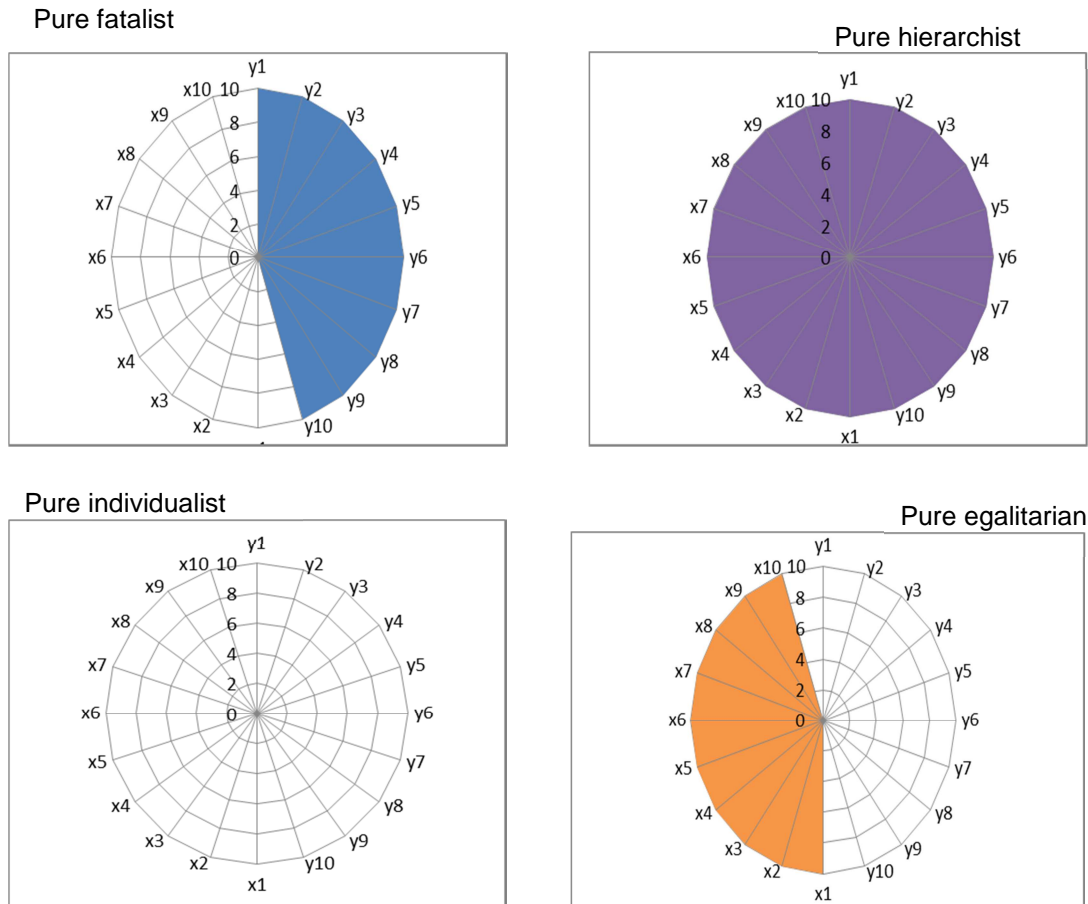 Pure fatalist
y1
x10 10 y2
x9 y3
8
x8 y4
6
x7 4 y5
2
x6 0 y6
x5 y7
x4 y8
x3 y9
x2 y10
Pure hierarchist
y1
x10 10 y2
x9 y3
8
x8 y4
6
x7 4 y5
2
x6 0 y6
x5 y7
x4 y8
x3 y9
x2 y10
x1
Pure individualist
y1
x10 10 y2
x9 y3
8
x8 y4
6
x7 4 y5
2
x6 0 y6
x5 y7
x4 y8
x3 y9
x2 y10
x1
Pure egalitarian
y1
x10 10 y2
x9 y3
8
x8 y4
6
x7 4 y5
2
x6 0 y6
x5 y7
x4 y8
x3 y9
x2 y10
x1